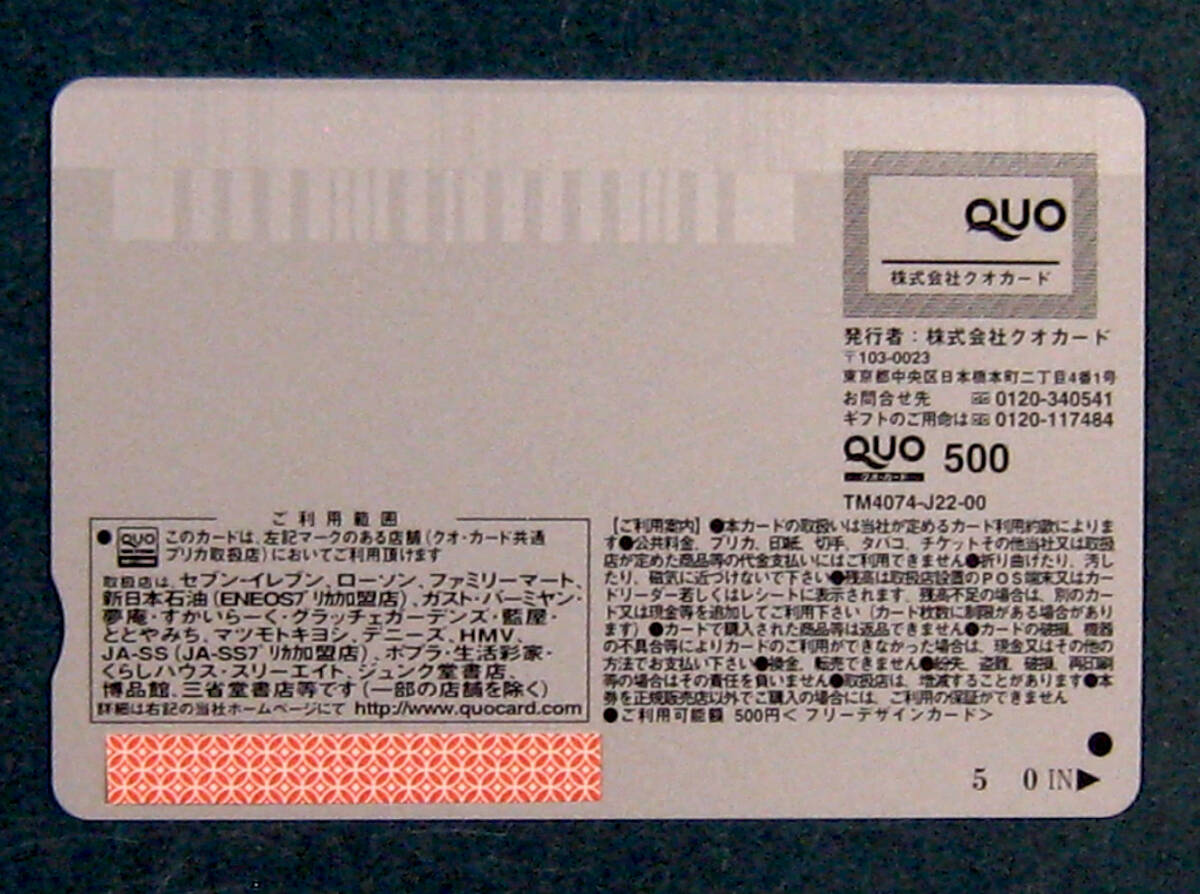 QUO
株式会社クオカード
発行者：株式会社クオカード
〒103-0023
東京都中央区日本橋本町二丁目4番1号
お問合せ先 0120-340541
ギフトのご用命は 0120-117484
QUO 500
クオ・カード
TM4074-J22-00
ご利用範囲
●QUO このカードは、左記マークのある店舗（クオ・カード共通
プリカ取扱店）においてご利用頂けます
取扱店は、セブン-イレブン、ローソン、ファミリーマート、
新日本石油（ENEOSプリカ加盟店）、ガスト・バーミヤン・
夢庵・すかいらーく・グラッチェガーデンズ・藍屋・
ととやみち、マツモトキヨシ、デニーズ、HMV、
JA-SS（JA-SSプリカ加盟店）、ポプラ・生活彩家・
くらしハウス・スリーエイト、ジュンク堂書店、
博品館、三省堂書店等です（一部の店舗を除く）
詳細は右記の当社ホームページにて http://www.quocard.com
【ご利用案内】●本カードの取扱いは当社が定めるカード利用約款によりま
す●公共料金、プリカ、印紙、切手、タバコ、チケットその他当社又は取扱
店が定めた商品等の代金支払いにはご利用できません●折り曲げたり、汚し
たり、磁気に近づけないで下さい●残高は取扱店設置のＰＯＳ端末又はカー
ドリーダー若しくはレシートに表示されます。残高不足の場合は、別のカー
ド又は現金等を追加してご利用下さい（カード枚数に制限がある場合があり
ます）●カードで購入された商品等は返品できません●カードの破損、機器
の不具合等によりカードのご利用ができなかった場合は、現金又はその他の
方法でお支払い下さい●換金、転売できません●紛失、盗難、破損、再印刷
等の場合はその責任を負いません●取扱店は、増減することがあります●本
券を正規販売店以外でご購入の場合には、ご利用の保証ができません
●ご利用可能額 500円＜フリーデザインカード＞
5 0 IN▶